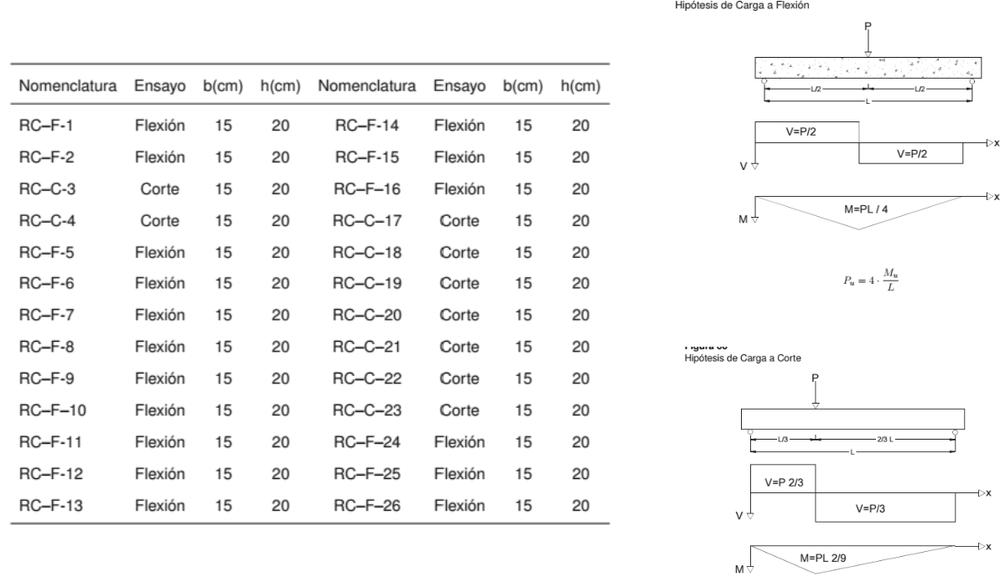 Nomenclatura Ensayo b(cm) h(cm) Nomenclatura Ensayo b(cm) h(cm)
RC–F-1 Flexión 15 20 RC–F-14 Flexión 15 20
RC–F-2 Flexión 15 20 RC–F-15 Flexión 15 20
RC–C-3 Corte 15 20 RC–F–16 Flexión 15 20
RC–C-4 Corte 15 20 RC–C–17 Corte 15 20
RC–F-5 Flexión 15 20 RC–C–18 Corte 15 20
RC–F-6 Flexión 15 20 RC–C–19 Corte 15 20
RC–F-7 Flexión 15 20 RC–C–20 Corte 15 20
RC–F-8 Flexión 15 20 RC–C–21 Corte 15 20
RC–F-9 Flexión 15 20 RC–C–22 Corte 15 20
RC–F–10 Flexión 15 20 RC–C–23 Corte 15 20
RC–F-11 Flexión 15 20 RC–F–24 Flexión 15 20
RC–F-12 Flexión 15 20 RC–F–25 Flexión 15 20
RC–F-13 Flexión 15 20 RC–F–26 Flexión 15 20
Hipótesis de Carga a Flexión
P
L/2 L/2
L
V=P/2
x
V=P/2
V
x
M=PL / 4
M
P_u = 4 · M_u / L
Hipótesis de Carga a Corte
P
L/3 2/3 L
L
V=P 2/3
x
V=P/3
V
x
M=PL 2/9
M